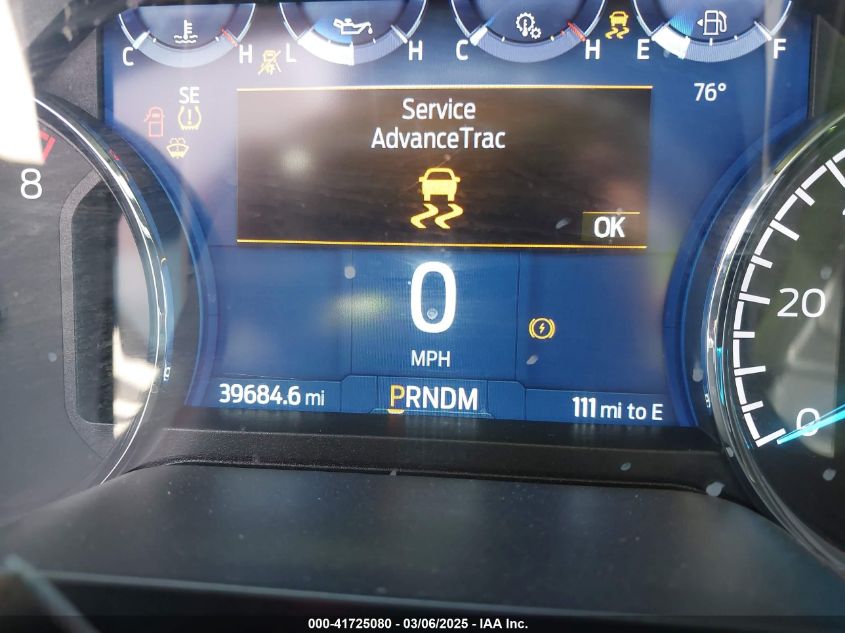 C H L H C H E F
SE
76°
Service
AdvanceTrac
8
OK
0
20
MPH
39684.6 mi
PRNDM
111 mi to E
0
000-41725080 - 03/06/2025 - IAA Inc.